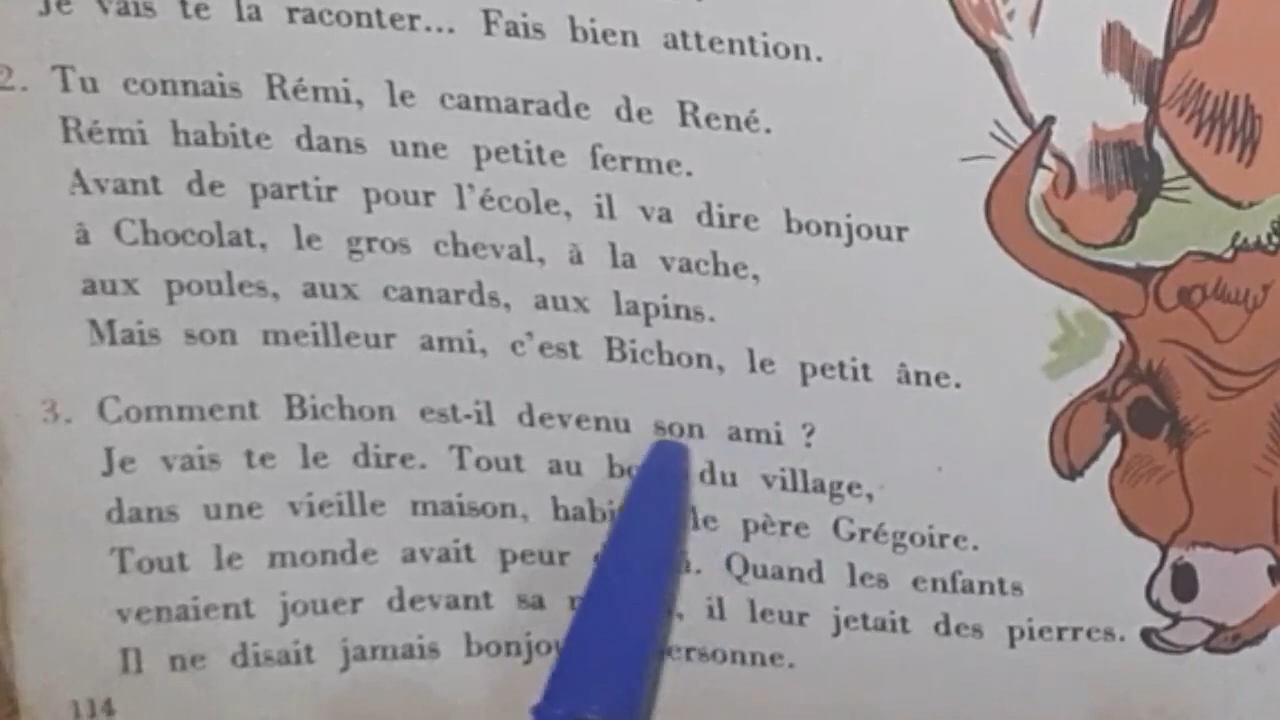 Je vais te la raconter... Fais bien attention.
2. Tu connais Rémi, le camarade de René.
Rémi habite dans une petite ferme.
Avant de partir pour l'école, il va dire bonjour
à Chocolat, le gros cheval, à la vache,
aux poules, aux canards, aux lapins.
Mais son meilleur ami, c'est Bichon, le petit âne.
3. Comment Bichon est-il devenu son ami ?
Je vais te le dire. Tout au du village,
dans une vieille maison, le père Grégoire.
Tout le monde avait peur Quand les enfants
venaient jouer devant sa il leur jetait des pierres.
Il ne disait jamais
114